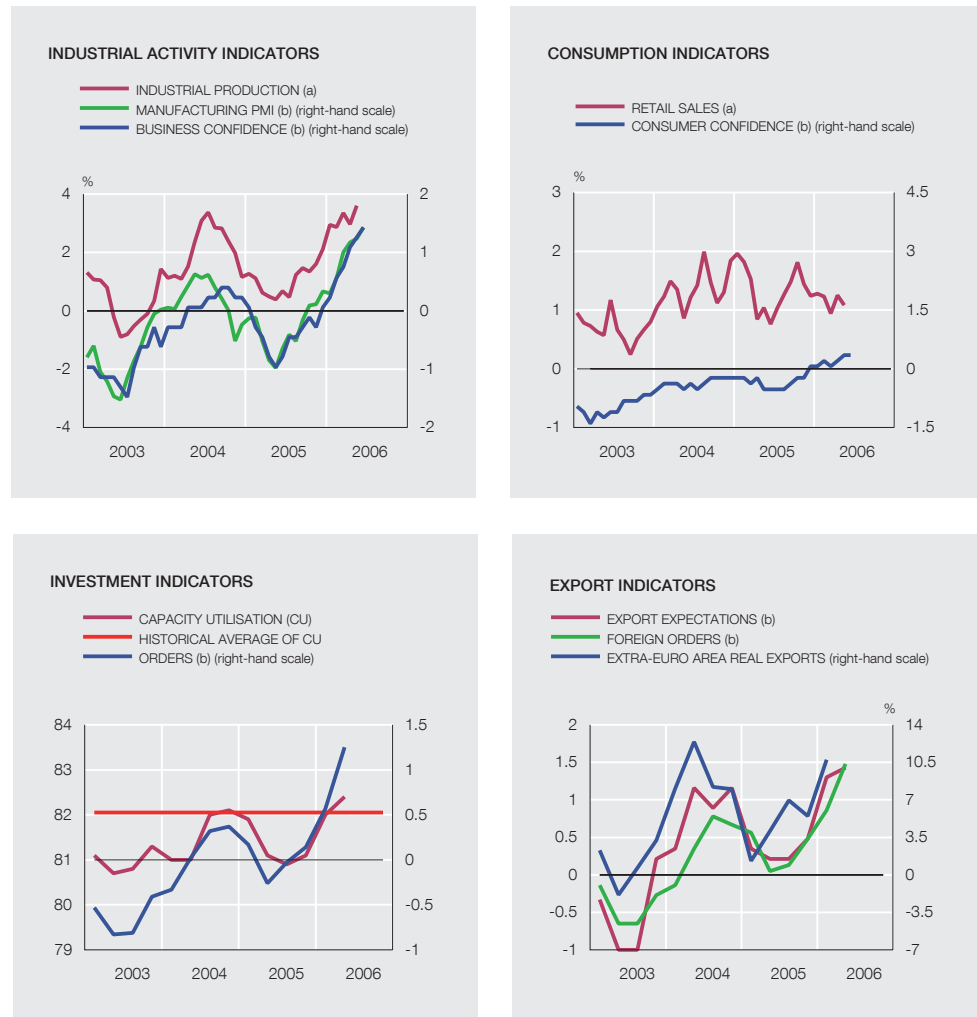 INDUSTRIAL ACTIVITY INDICATORS
INDUSTRIAL PRODUCTION (a)
MANUFACTURING PMI (b) (right-hand scale)
BUSINESS CONFIDENCE (b) (right-hand scale)
%
4 2
2 1
0 0
-2 -1
-4 -2
2003 2004 2005 2006
CONSUMPTION INDICATORS
RETAIL SALES (a)
CONSUMER CONFIDENCE (b) (right-hand scale)
%
3 4.5
2 3
1 1.5
0 0
-1 -1.5
2003 2004 2005 2006
INVESTMENT INDICATORS
CAPACITY UTILISATION (CU)
HISTORICAL AVERAGE OF CU
ORDERS (b) (right-hand scale)
84 1.5
83 1
82 0.5
81 0
80 -0.5
79 -1
2003 2004 2005 2006
EXPORT INDICATORS
EXPORT EXPECTATIONS (b)
FOREIGN ORDERS (b)
EXTRA-EURO AREA REAL EXPORTS (right-hand scale)
%
2 14
1.5 10.5
1 7
0.5 3.5
0 0
-0.5 -3.5
-1 -7
2003 2004 2005 2006